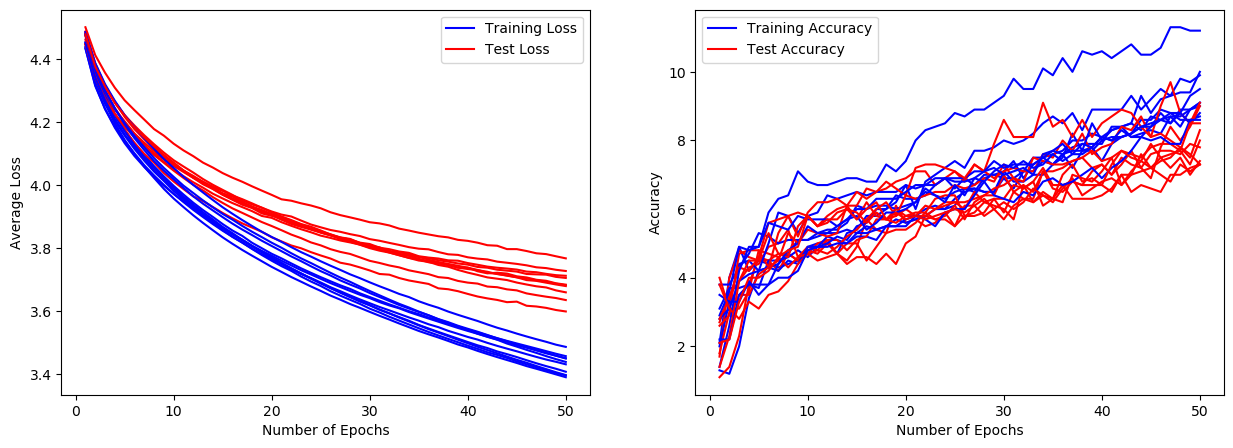 Training Loss
Test Loss
4.4
4.2
4.0
3.8
3.6
3.4
Average Loss
0 10 20 30 40 50
Number of Epochs
Training Accuracy
Test Accuracy
10
8
6
4
2
Accuracy
0 10 20 30 40 50
Number of Epochs